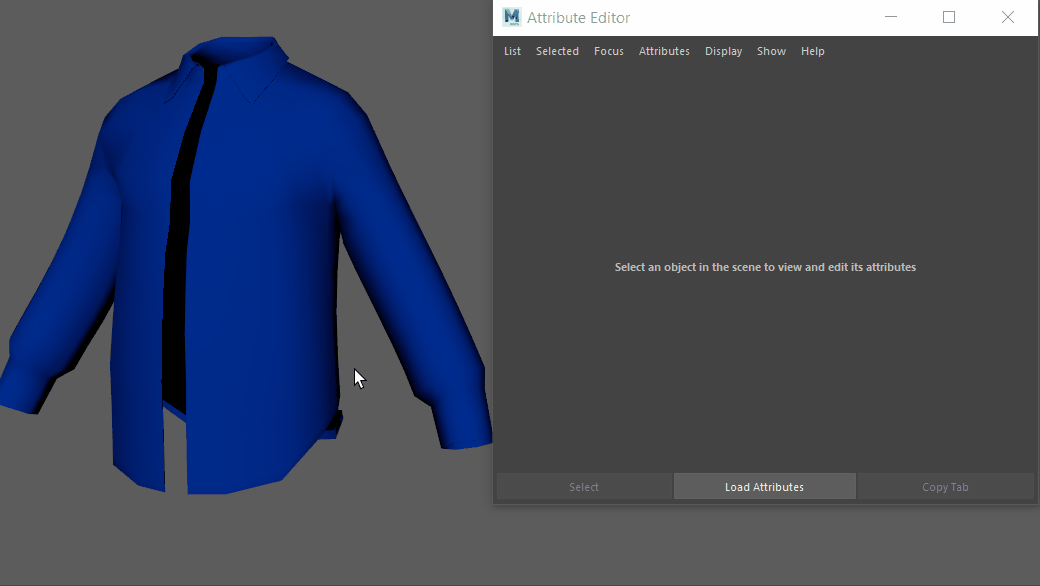 Attribute Editor
List Selected Focus Attributes Display Show Help
Select an object in the scene to view and edit its attributes
Select Load Attributes Copy Tab